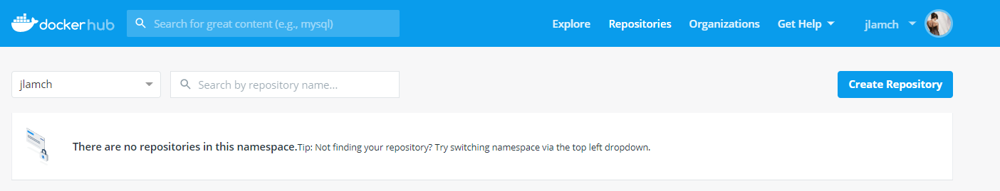 dockerhub
Search for great content (e.g., mysql)
Explore
Repositories
Organizations
Get Help
jlamch
jlamch
Search by repository name...
Create Repository
There are no repositories in this namespace.Tip: Not finding your repository? Try switching namespace via the top left dropdown.